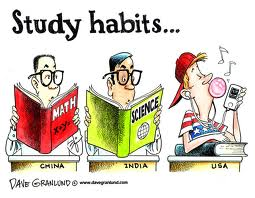 Study habits...
MATH
X+Y=
SCIENCE
CHINA
INDIA
USA
DAVE GRANLUND © www.davegranlund.com